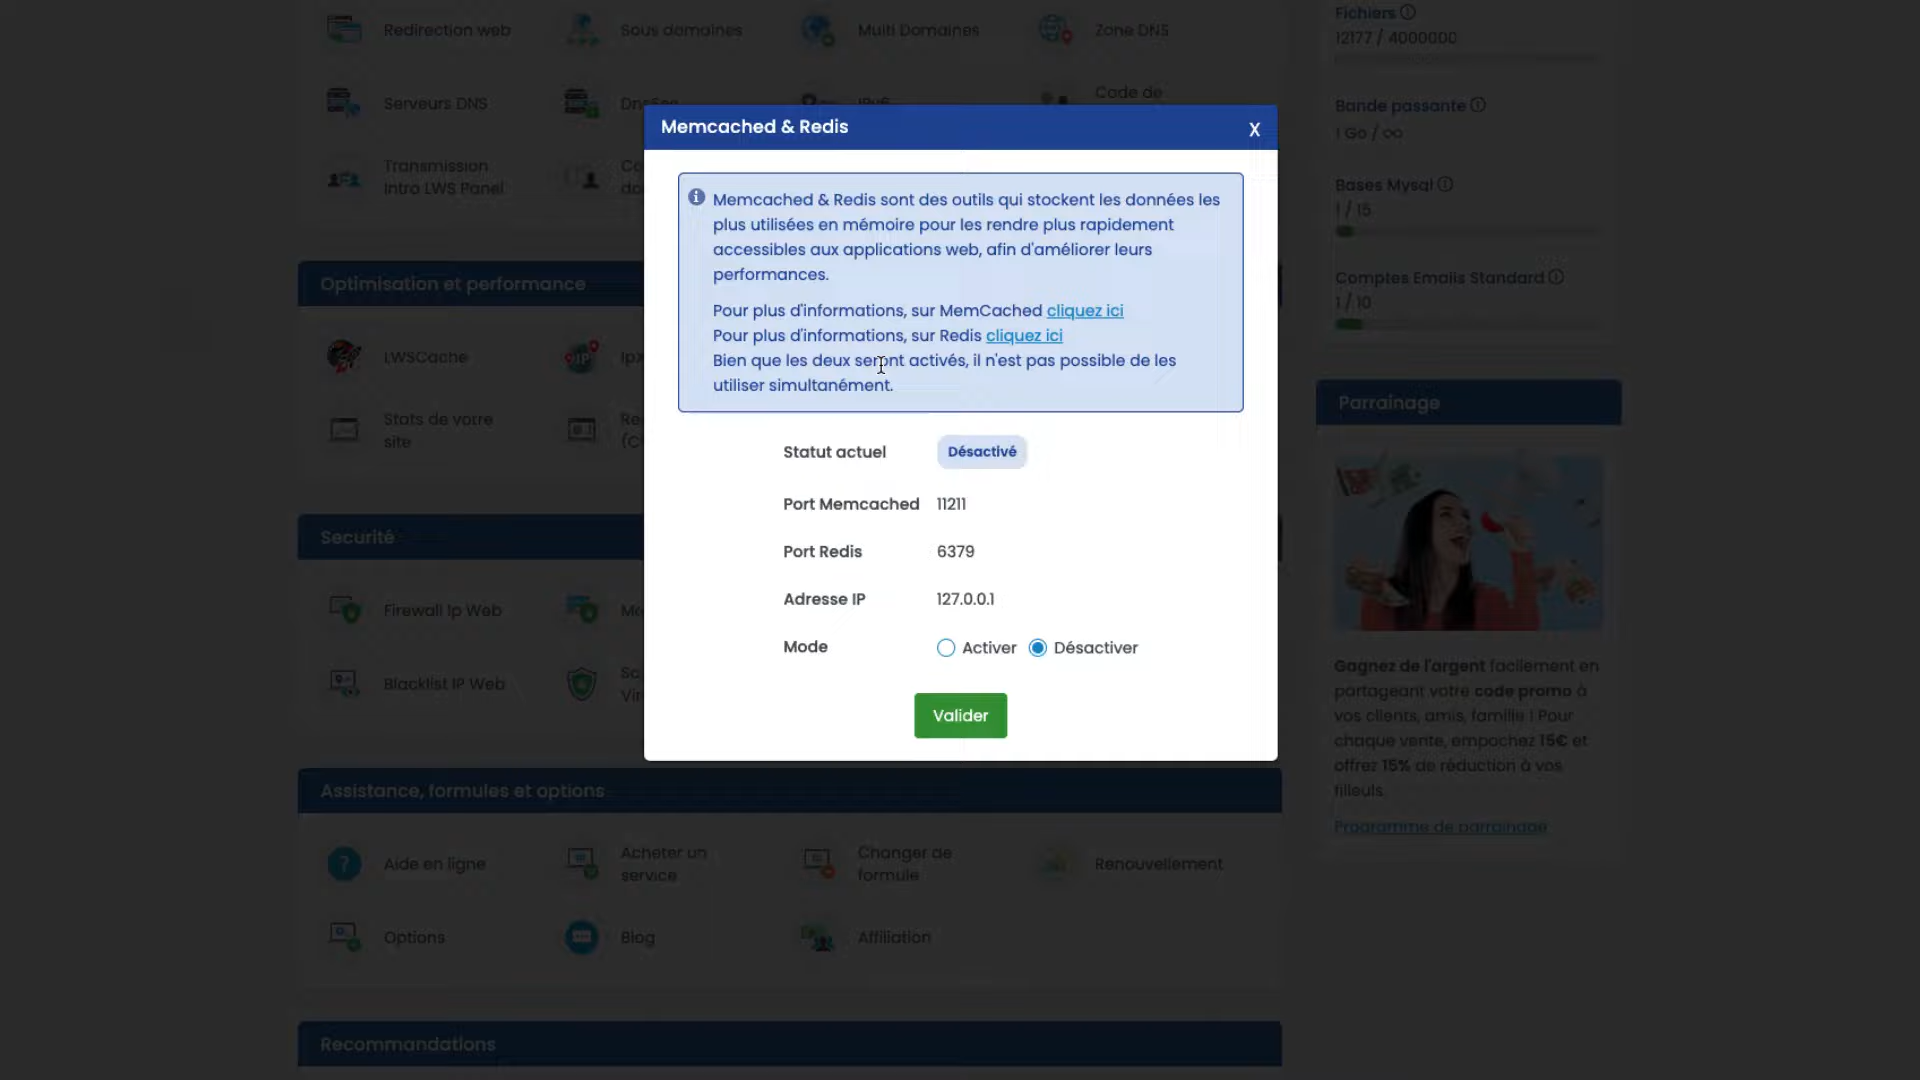 Redirection web
Sous domaines
Multi Domaines
Zone DNS
Serveurs DNS
DnsSec
IPv6
Code de
Transmission
Intro LWS Panel
Fichiers
12177 / 4000000
Bande passante
1 Go / ∞
Bases Mysql
1 / 15
Comptes Emails Standard
1 / 10
Memcached & Redis
X
Memcached & Redis sont des outils qui stockent les données les
plus utilisées en mémoire pour les rendre plus rapidement
accessibles aux applications web, afin d'améliorer leurs
performances.
Pour plus d'informations, sur MemCached cliquez ici
Pour plus d'informations, sur Redis cliquez ici
Bien que les deux seront activés, il n'est pas possible de les
utiliser simultanément.
Statut actuel Désactivé
Port Memcached 11211
Port Redis 6379
Adresse IP 127.0.0.1
Mode Activer Désactiver
Valider
Optimisation et performance
LWSCache
Stats de votre
site
Securité
Firewall Ip Web
Blacklist IP Web
Assistance, formules et options
Aide en ligne
Acheter un
service
Changer de
formule
Renouvellement
Options
Blog
Affiliation
Recommandations
Parrainage
Gagnez de l'argent facilement en
partageant votre code promo à
vos clients, amis, famille ! Pour
chaque vente, empochez 15€ et
offrez 15% de réduction à vos
filleuls.
Programme de parrainage